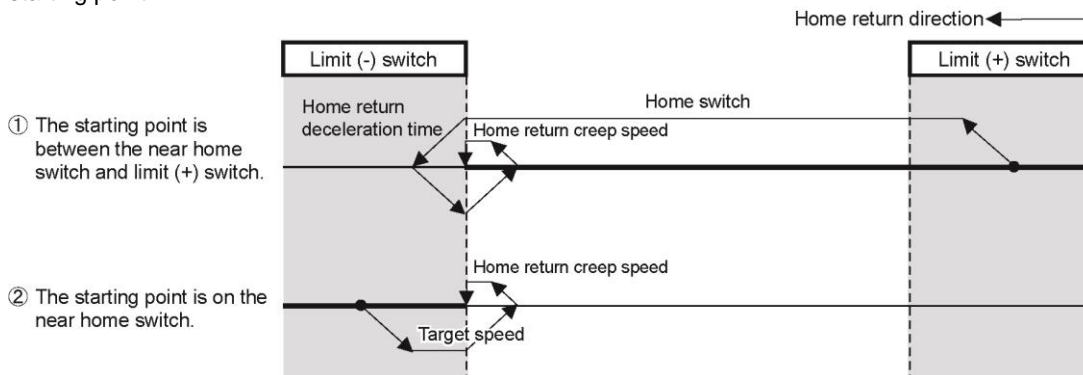 Home return direction
Limit (-) switch
Limit (+) switch
Home return
deceleration time
Home switch
Home return creep speed
① The starting point is
between the near home
switch and limit (+) switch.
Home return creep speed
② The starting point is on the
near home switch.
Target speed